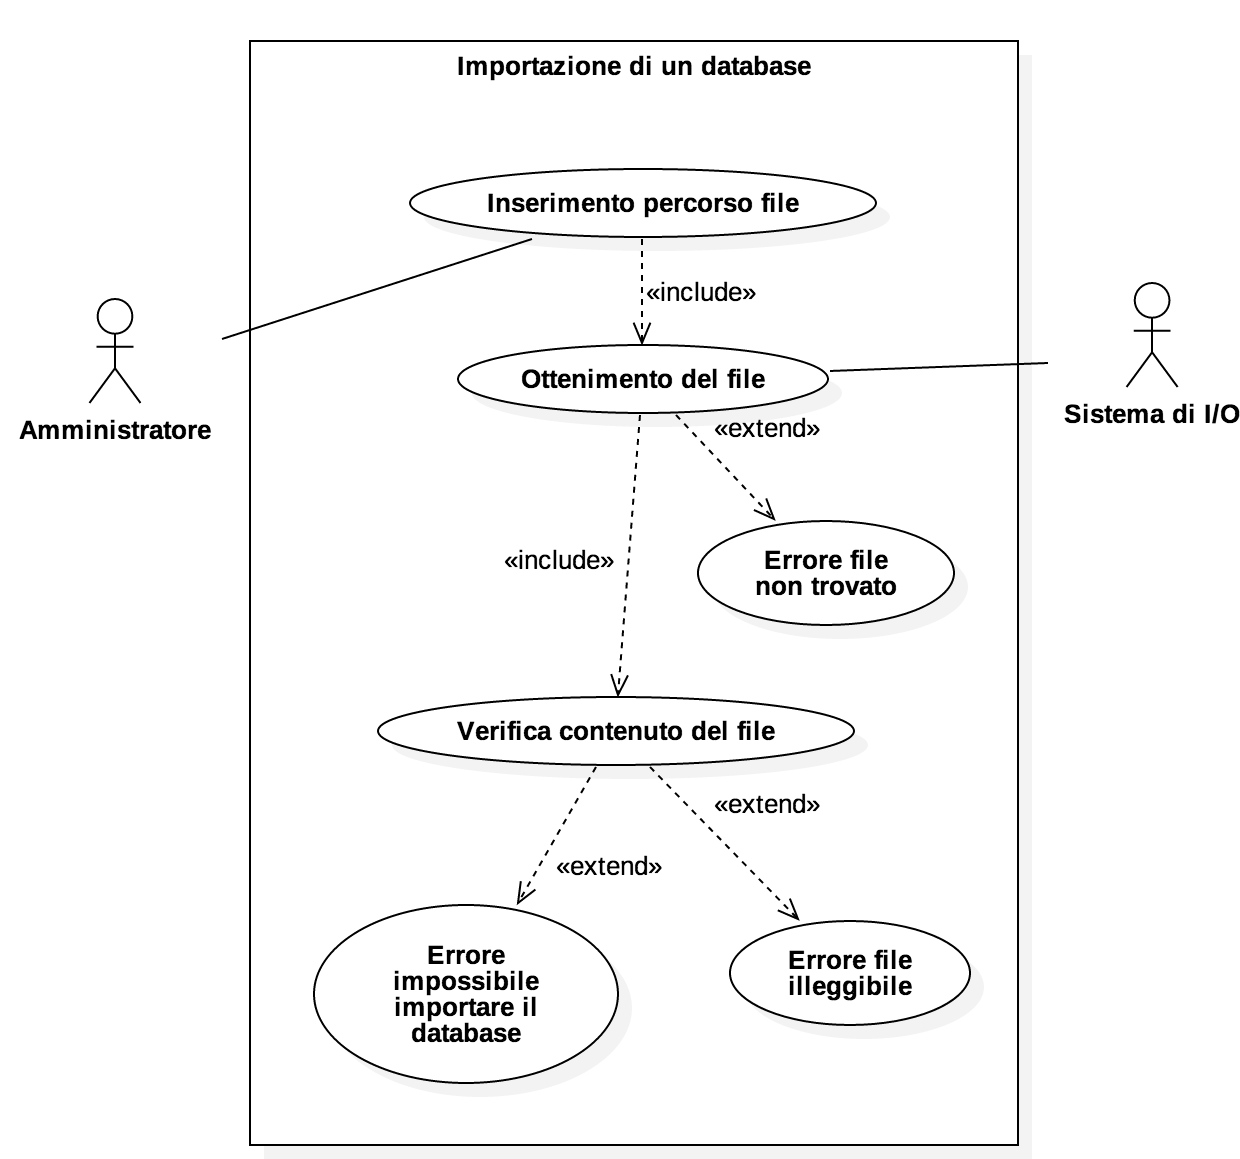 Importazione di un database
Inserimento percorso file
«include»
Amministratore
Ottenimento del file
Sistema di I/O
«extend»
«include»
Errore file
non trovato
Verifica contenuto del file
«extend»
«extend»
Errore
impossibile
importare il
database
Errore file
illeggibile